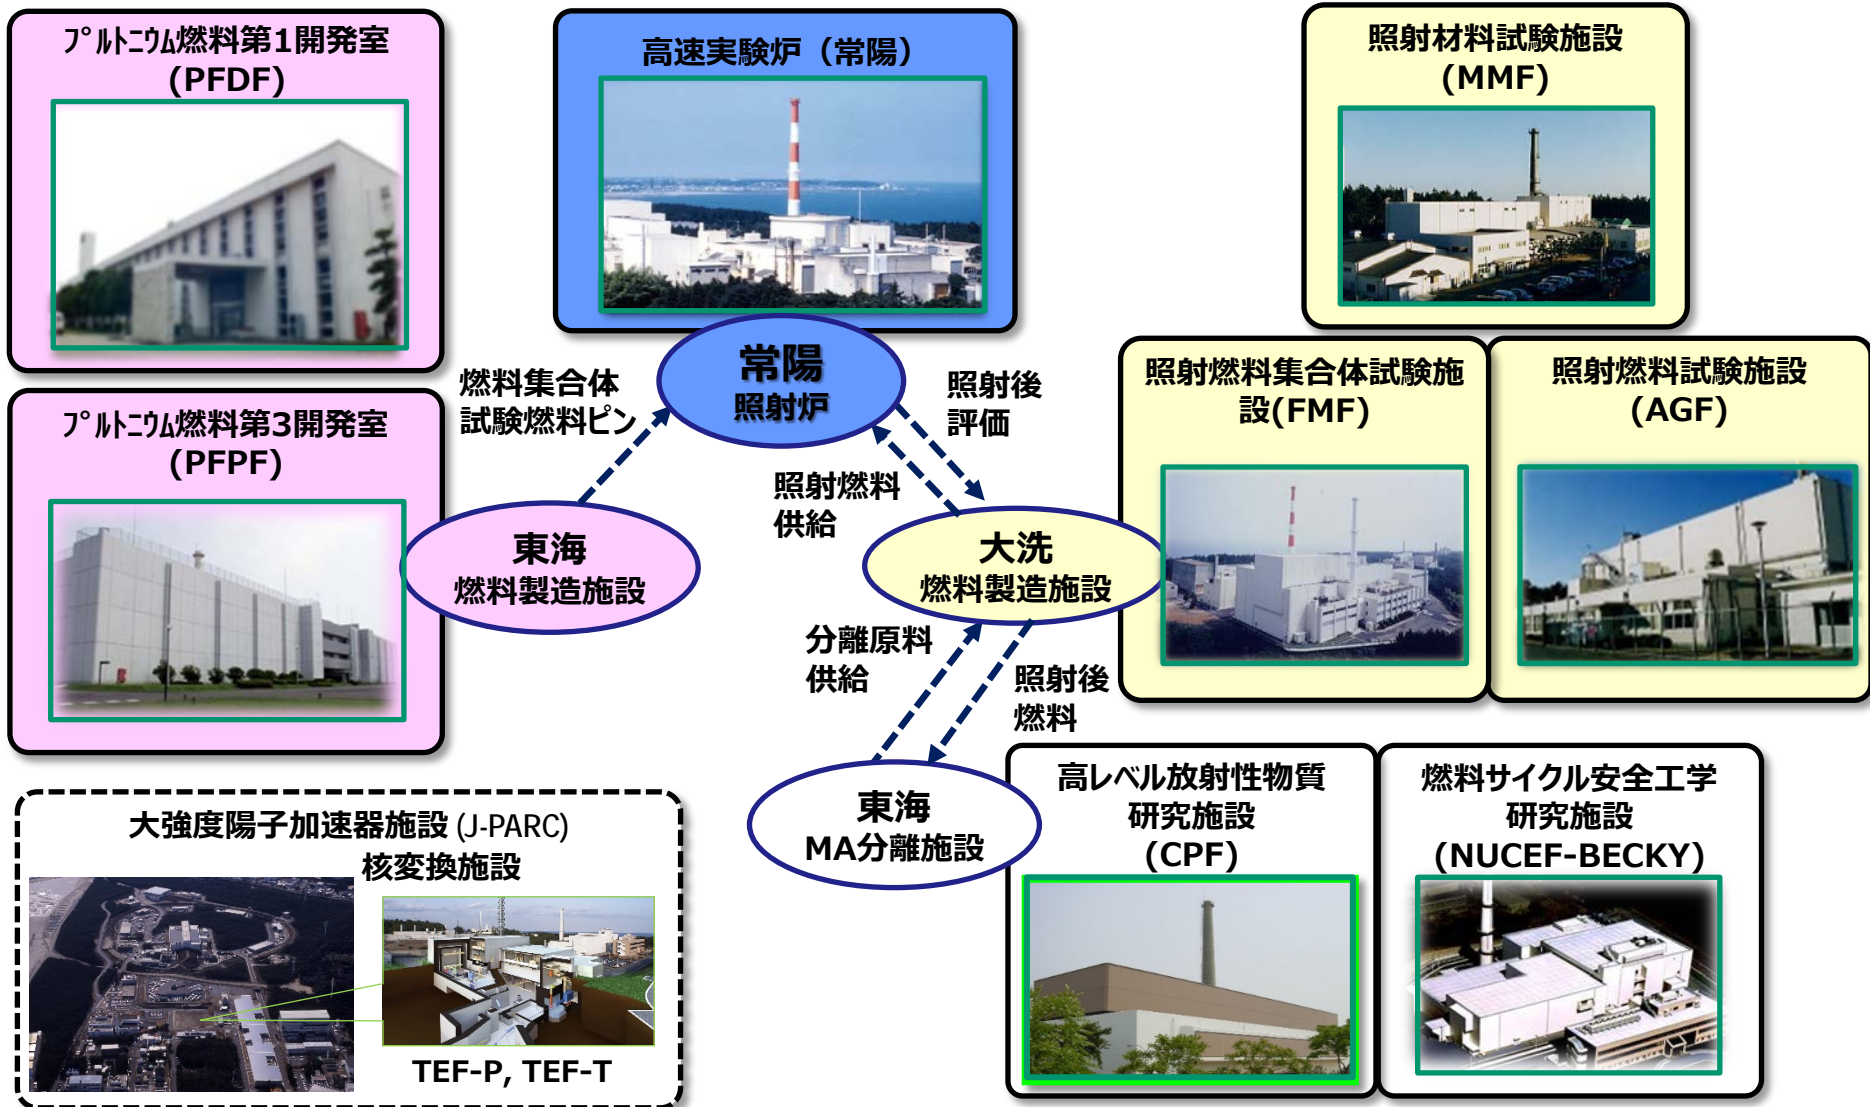 プルトニウム燃料第1開発室
(PFDF)
高速実験炉（常陽）
照射材料試験施設
(MMF)
プルトニウム燃料第3開発室
(PFPF)
燃料集合体
試験燃料ピン
常陽
照射炉
照射後
評価
照射燃料
供給
照射燃料集合体試験施
設(FMF)
照射燃料試験施設
(AGF)
東海
燃料製造施設
大洗
燃料製造施設
分離原料
供給
照射後
燃料
東海
MA分離施設
高レベル放射性物質
研究施設
(CPF)
燃料サイクル安全工学
研究施設
(NUCEF-BECKY)
大強度陽子加速器施設 (J-PARC)
核変換施設
TEF-P, TEF-T